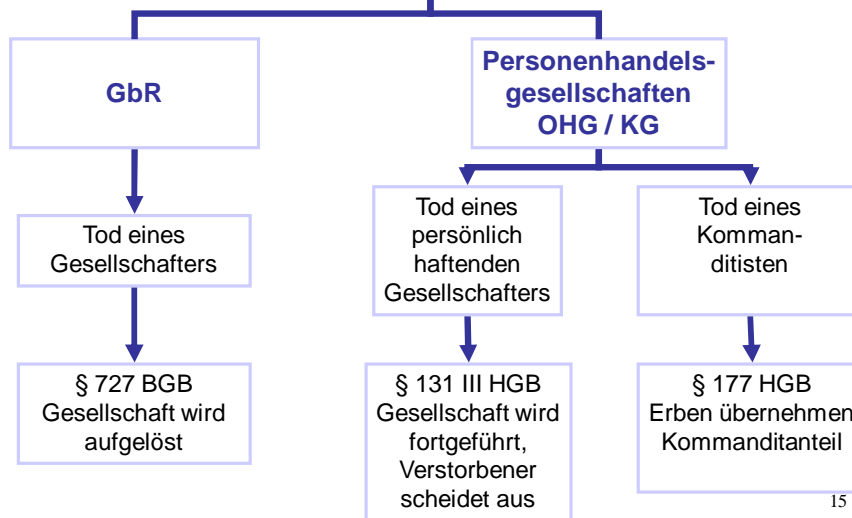 GbR
Personenhandels-
gesellschaften
OHG / KG
Tod eines
Gesellschafters
Tod eines
persönlich
haftenden
Gesellschafters
Tod eines
Komman-
ditisten
§ 727 BGB
Gesellschaft wird
aufgelöst
§ 131 III HGB
Gesellschaft wird
fortgeführt,
Verstorbener
scheidet aus
§ 177 HGB
Erben übernehmen
Kommanditanteil
15